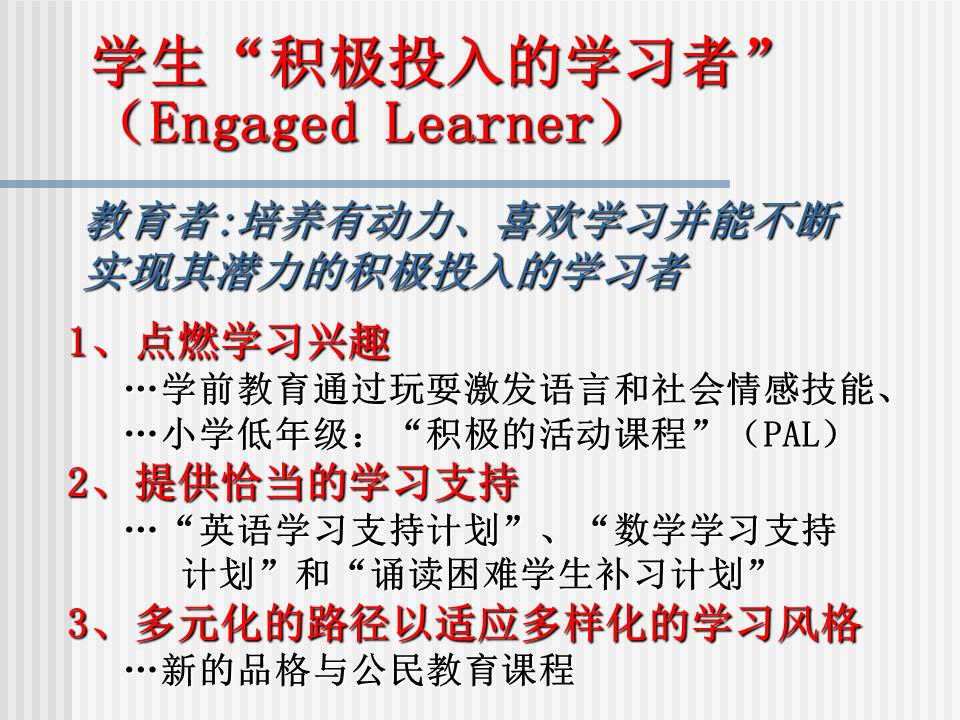 学生“积极投入的学习者”
（Engaged Learner）
教育者:培养有动力、喜欢学习并能不断
实现其潜力的积极投入的学习者
1、点燃学习兴趣
…学前教育通过玩耍激发语言和社会情感技能、
…小学低年级：“积极的活动课程”（PAL）
2、提供恰当的学习支持
…“英语学习支持计划”、“数学学习支持
计划”和“诵读困难学生补习计划”
3、多元化的路径以适应多样化的学习风格
…新的品格与公民教育课程